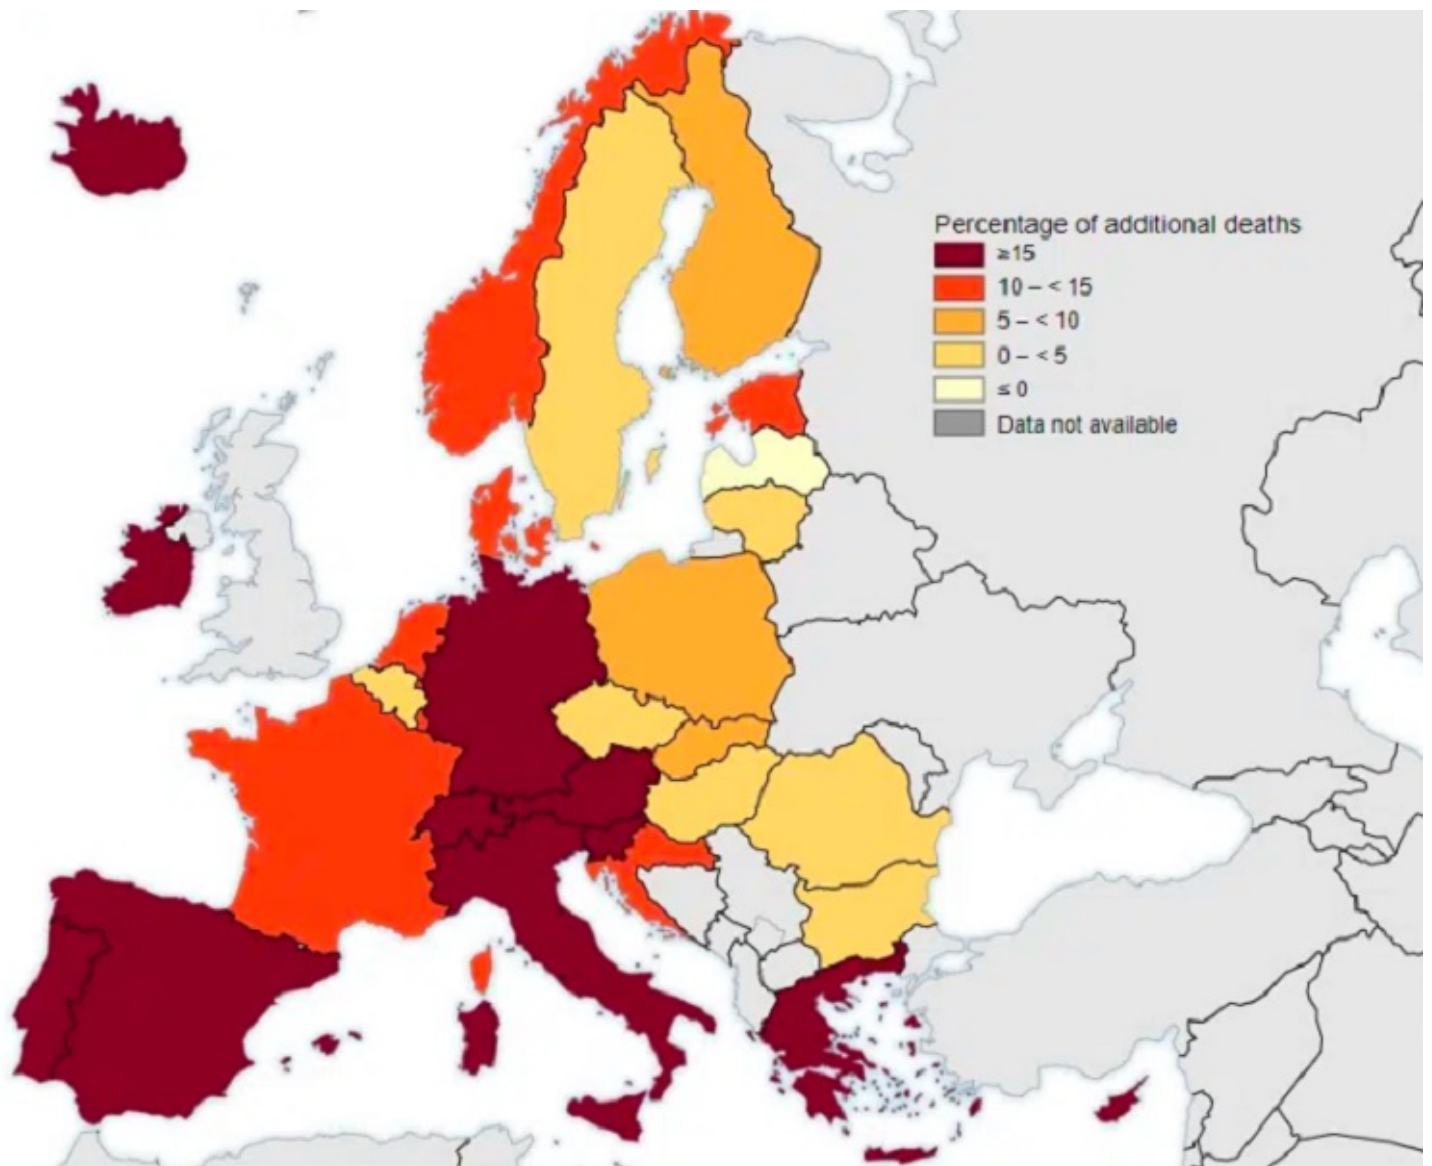 Percentage of additional deaths
≥15
10 – < 15
5 – < 10
0 – <5
≤ 0
Data not available